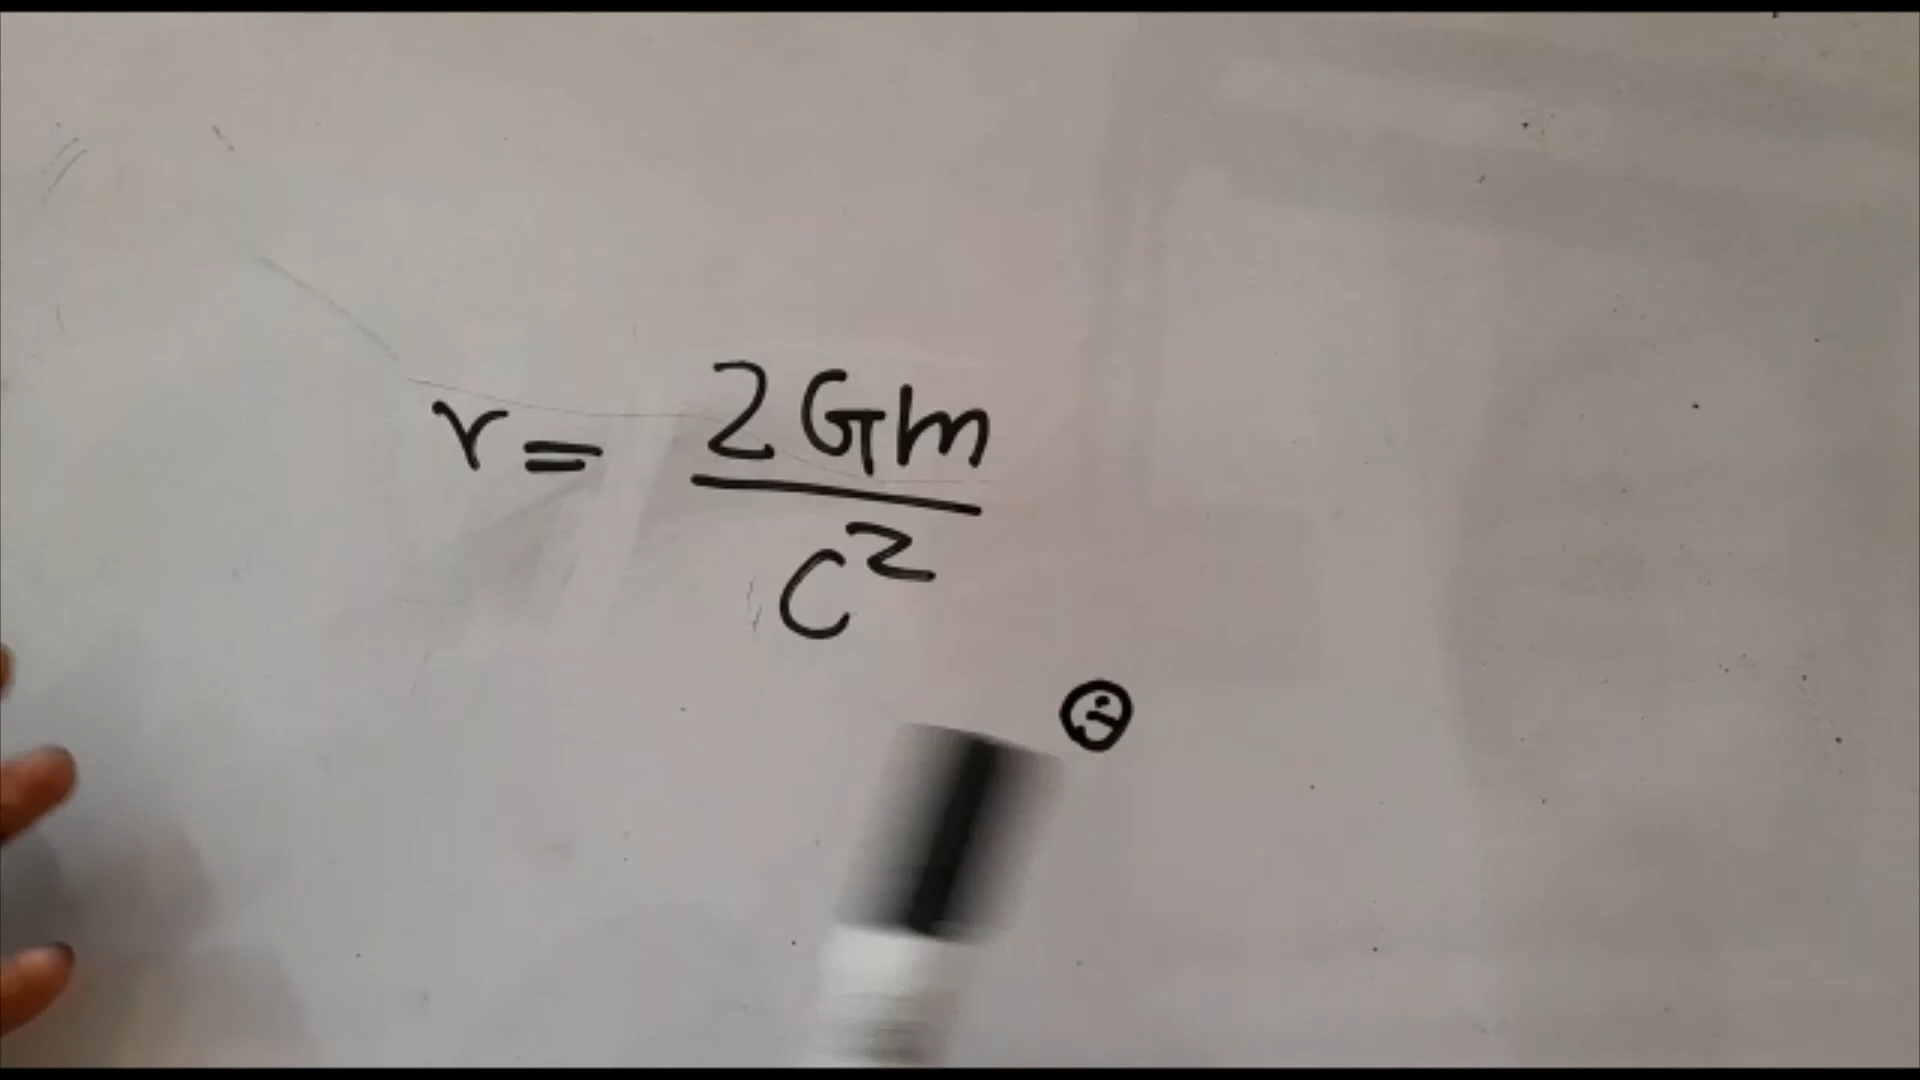 r = 2Gm
c²